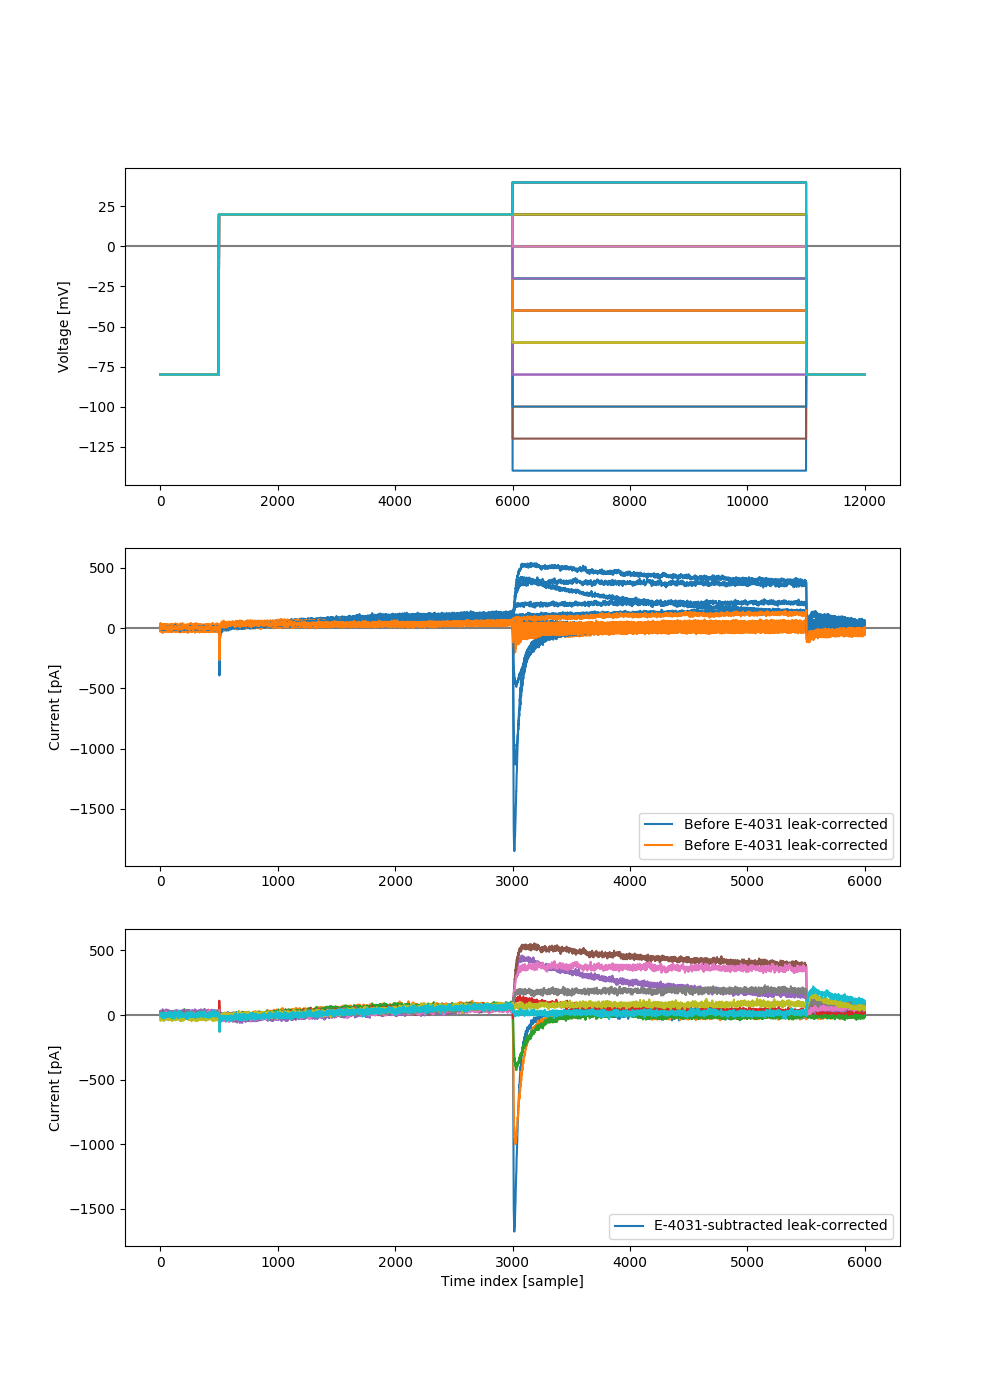 25
0
−25
−50
−75
−100
−125
Voltage [mV]
0 2000 4000 6000 8000 10000 12000
500
0
−500
−1000
−1500
Current [pA]
Before E-4031 leak-corrected
Before E-4031 leak-corrected
0 1000 2000 3000 4000 5000 6000
500
0
−500
−1000
−1500
Current [pA]
E-4031-subtracted leak-corrected
0 1000 2000 3000 4000 5000 6000
Time index [sample]